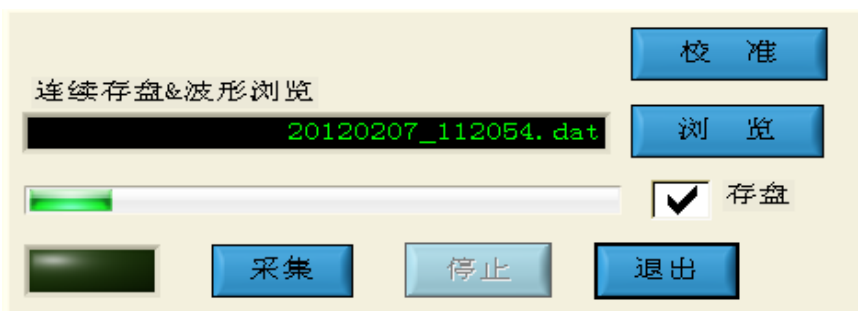 校 准
连续存盘&波形浏览
20120207_112054.dat
浏 览
存盘
采集
停止
退出